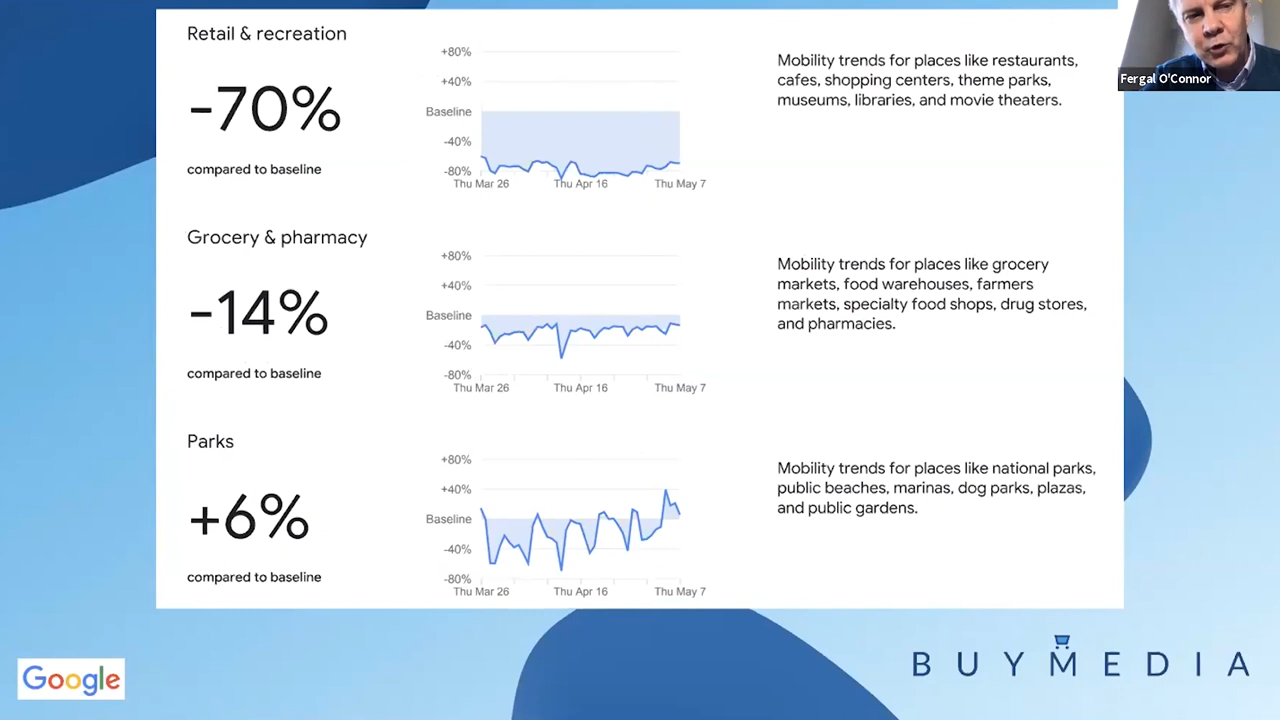 Retail & recreation
-70%
compared to baseline
+80%
+40%
Baseline
-40%
-80%
Thu Mar 26 Thu Apr 16 Thu May 7
Mobility trends for places like restaurants,
cafes, shopping centers, theme parks,
museums, libraries, and movie theaters.
Fergal O'Connor
Grocery & pharmacy
-14%
compared to baseline
+80%
+40%
Baseline
-40%
-80%
Thu Mar 26 Thu Apr 16 Thu May 7
Mobility trends for places like grocery
markets, food warehouses, farmers
markets, specialty food shops, drug stores,
and pharmacies.
Parks
+6%
compared to baseline
+80%
+40%
Baseline
-40%
-80%
Thu Mar 26 Thu Apr 16 Thu May 7
Mobility trends for places like national parks,
public beaches, marinas, dog parks, plazas,
and public gardens.
Google
BUYMEDIA